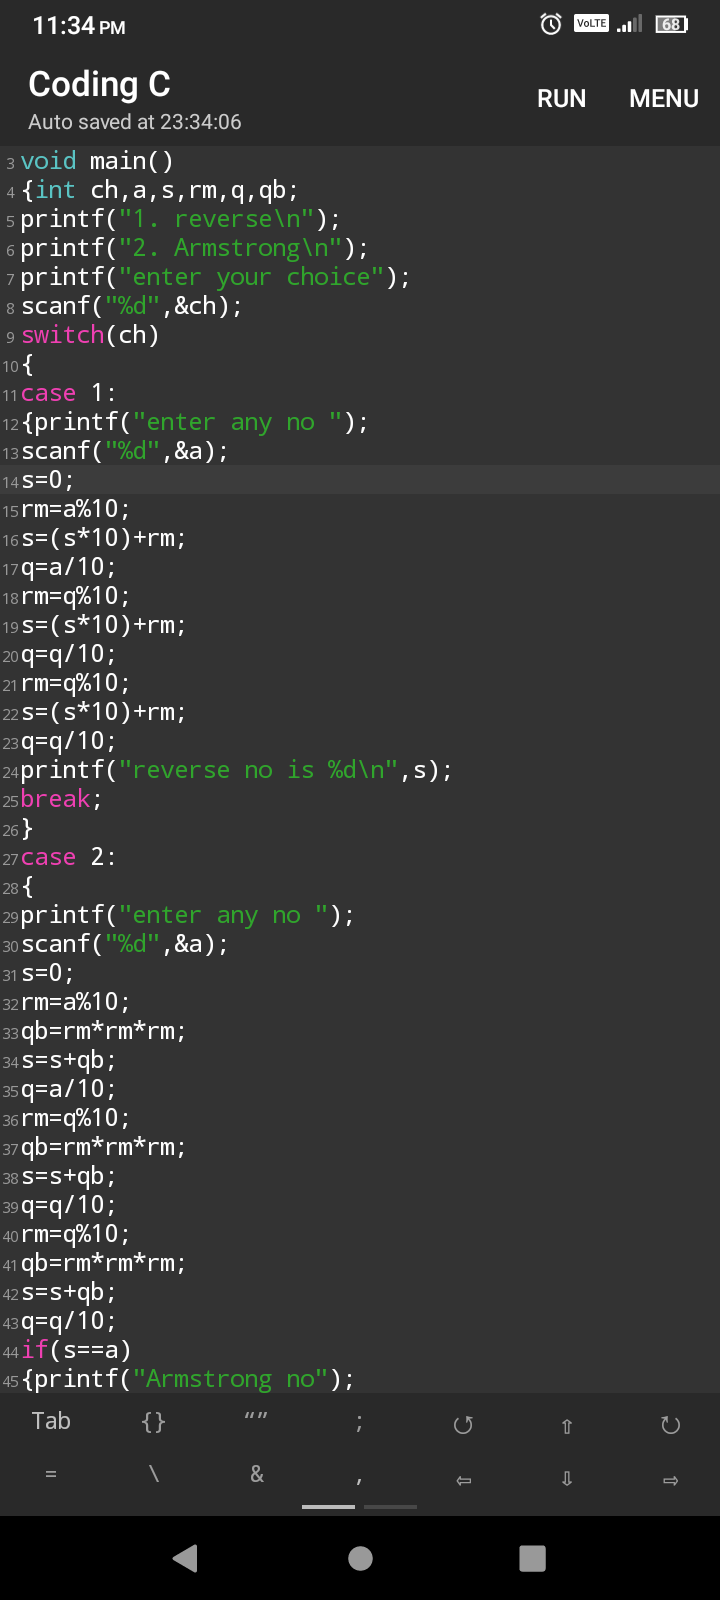 11:34 PM
VoLTE
68
Coding C
Auto saved at 23:34:06
RUN
MENU
3 void main()
4 {int ch,a,s,rm,q,qb;
5 printf("1. reverse\n");
6 printf("2. Armstrong\n");
7 printf("enter your choice");
8 scanf("%d",&ch);
9 switch(ch)
10 {
11 case 1:
12 {printf("enter any no ");
13 scanf("%d",&a);
14 s=0;
15 rm=a%10;
16 s=(s*10)+rm;
17 q=a/10;
18 rm=q%10;
19 s=(s*10)+rm;
20 q=q/10;
21 rm=q%10;
22 s=(s*10)+rm;
23 q=q/10;
24 printf("reverse no is %d\n",s);
25 break;
26 }
27 case 2:
28 {
29 printf("enter any no ");
30 scanf("%d",&a);
31 s=0;
32 rm=a%10;
33 qb=rm*rm*rm;
34 s=s+qb;
35 q=a/10;
36 rm=q%10;
37 qb=rm*rm*rm;
38 s=s+qb;
39 q=q/10;
40 rm=q%10;
41 qb=rm*rm*rm;
42 s=s+qb;
43 q=q/10;
44 if(s==a)
45 {printf("Armstrong no");
Tab {} “” ; ↺ ⇧ ↻
= \ & , ⇦ ⇩ ⇨